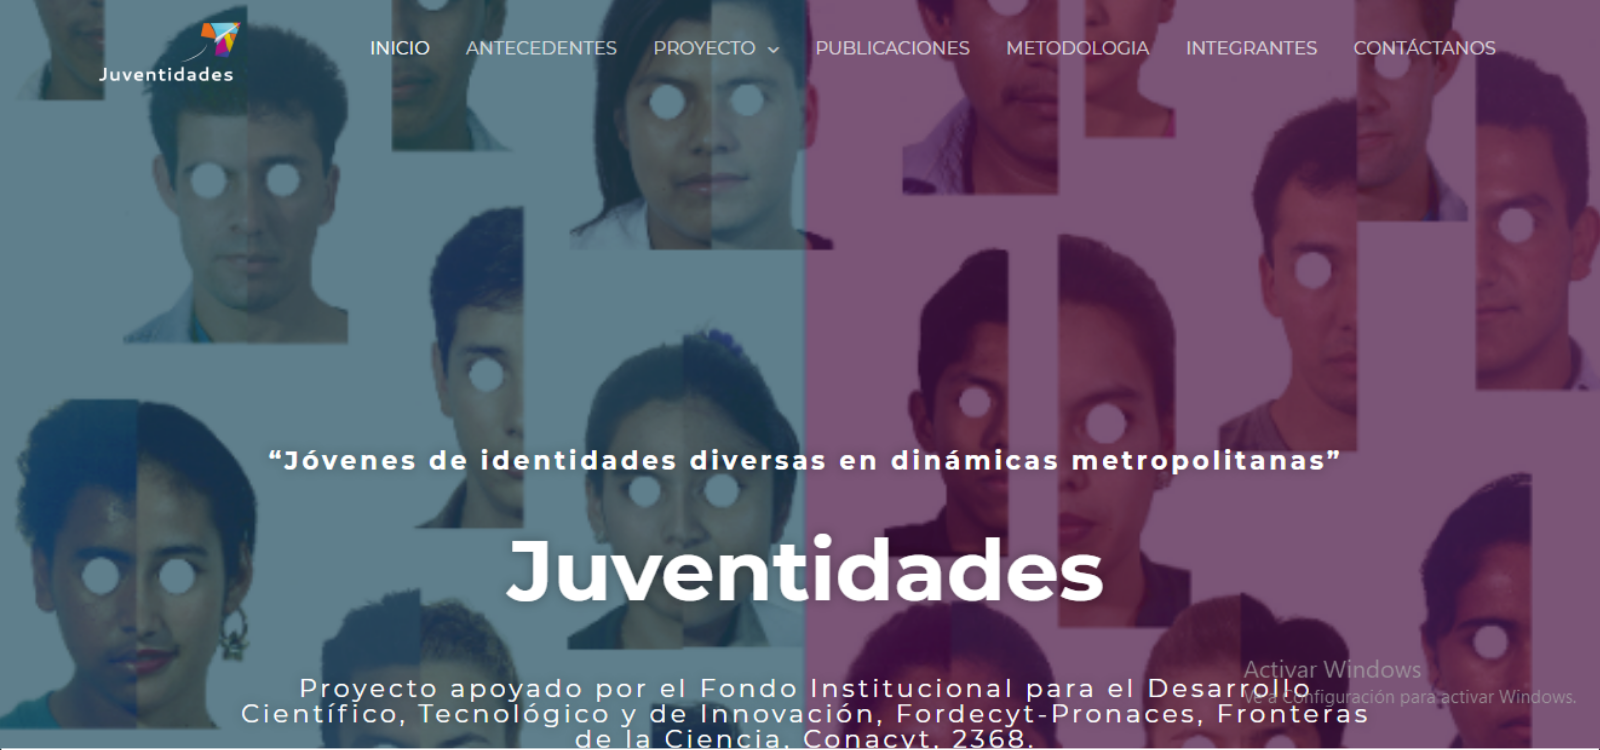 Juventidades
INICIO ANTECEDENTES PROYECTO PUBLICACIONES METODOLOGIA INTEGRANTES CONTÁCTANOS
“Jóvenes de identidades diversas en dinámicas metropolitanas”
Juventidades
Proyecto apoyado por el Fondo Institucional para el Desarrollo
Científico, Tecnológico y de Innovación, Fordecyt-Pronaces, Fronteras
de la Ciencia, Conacyt, 2368.
Activar Windows
Ve a Configuración para activar Windows.